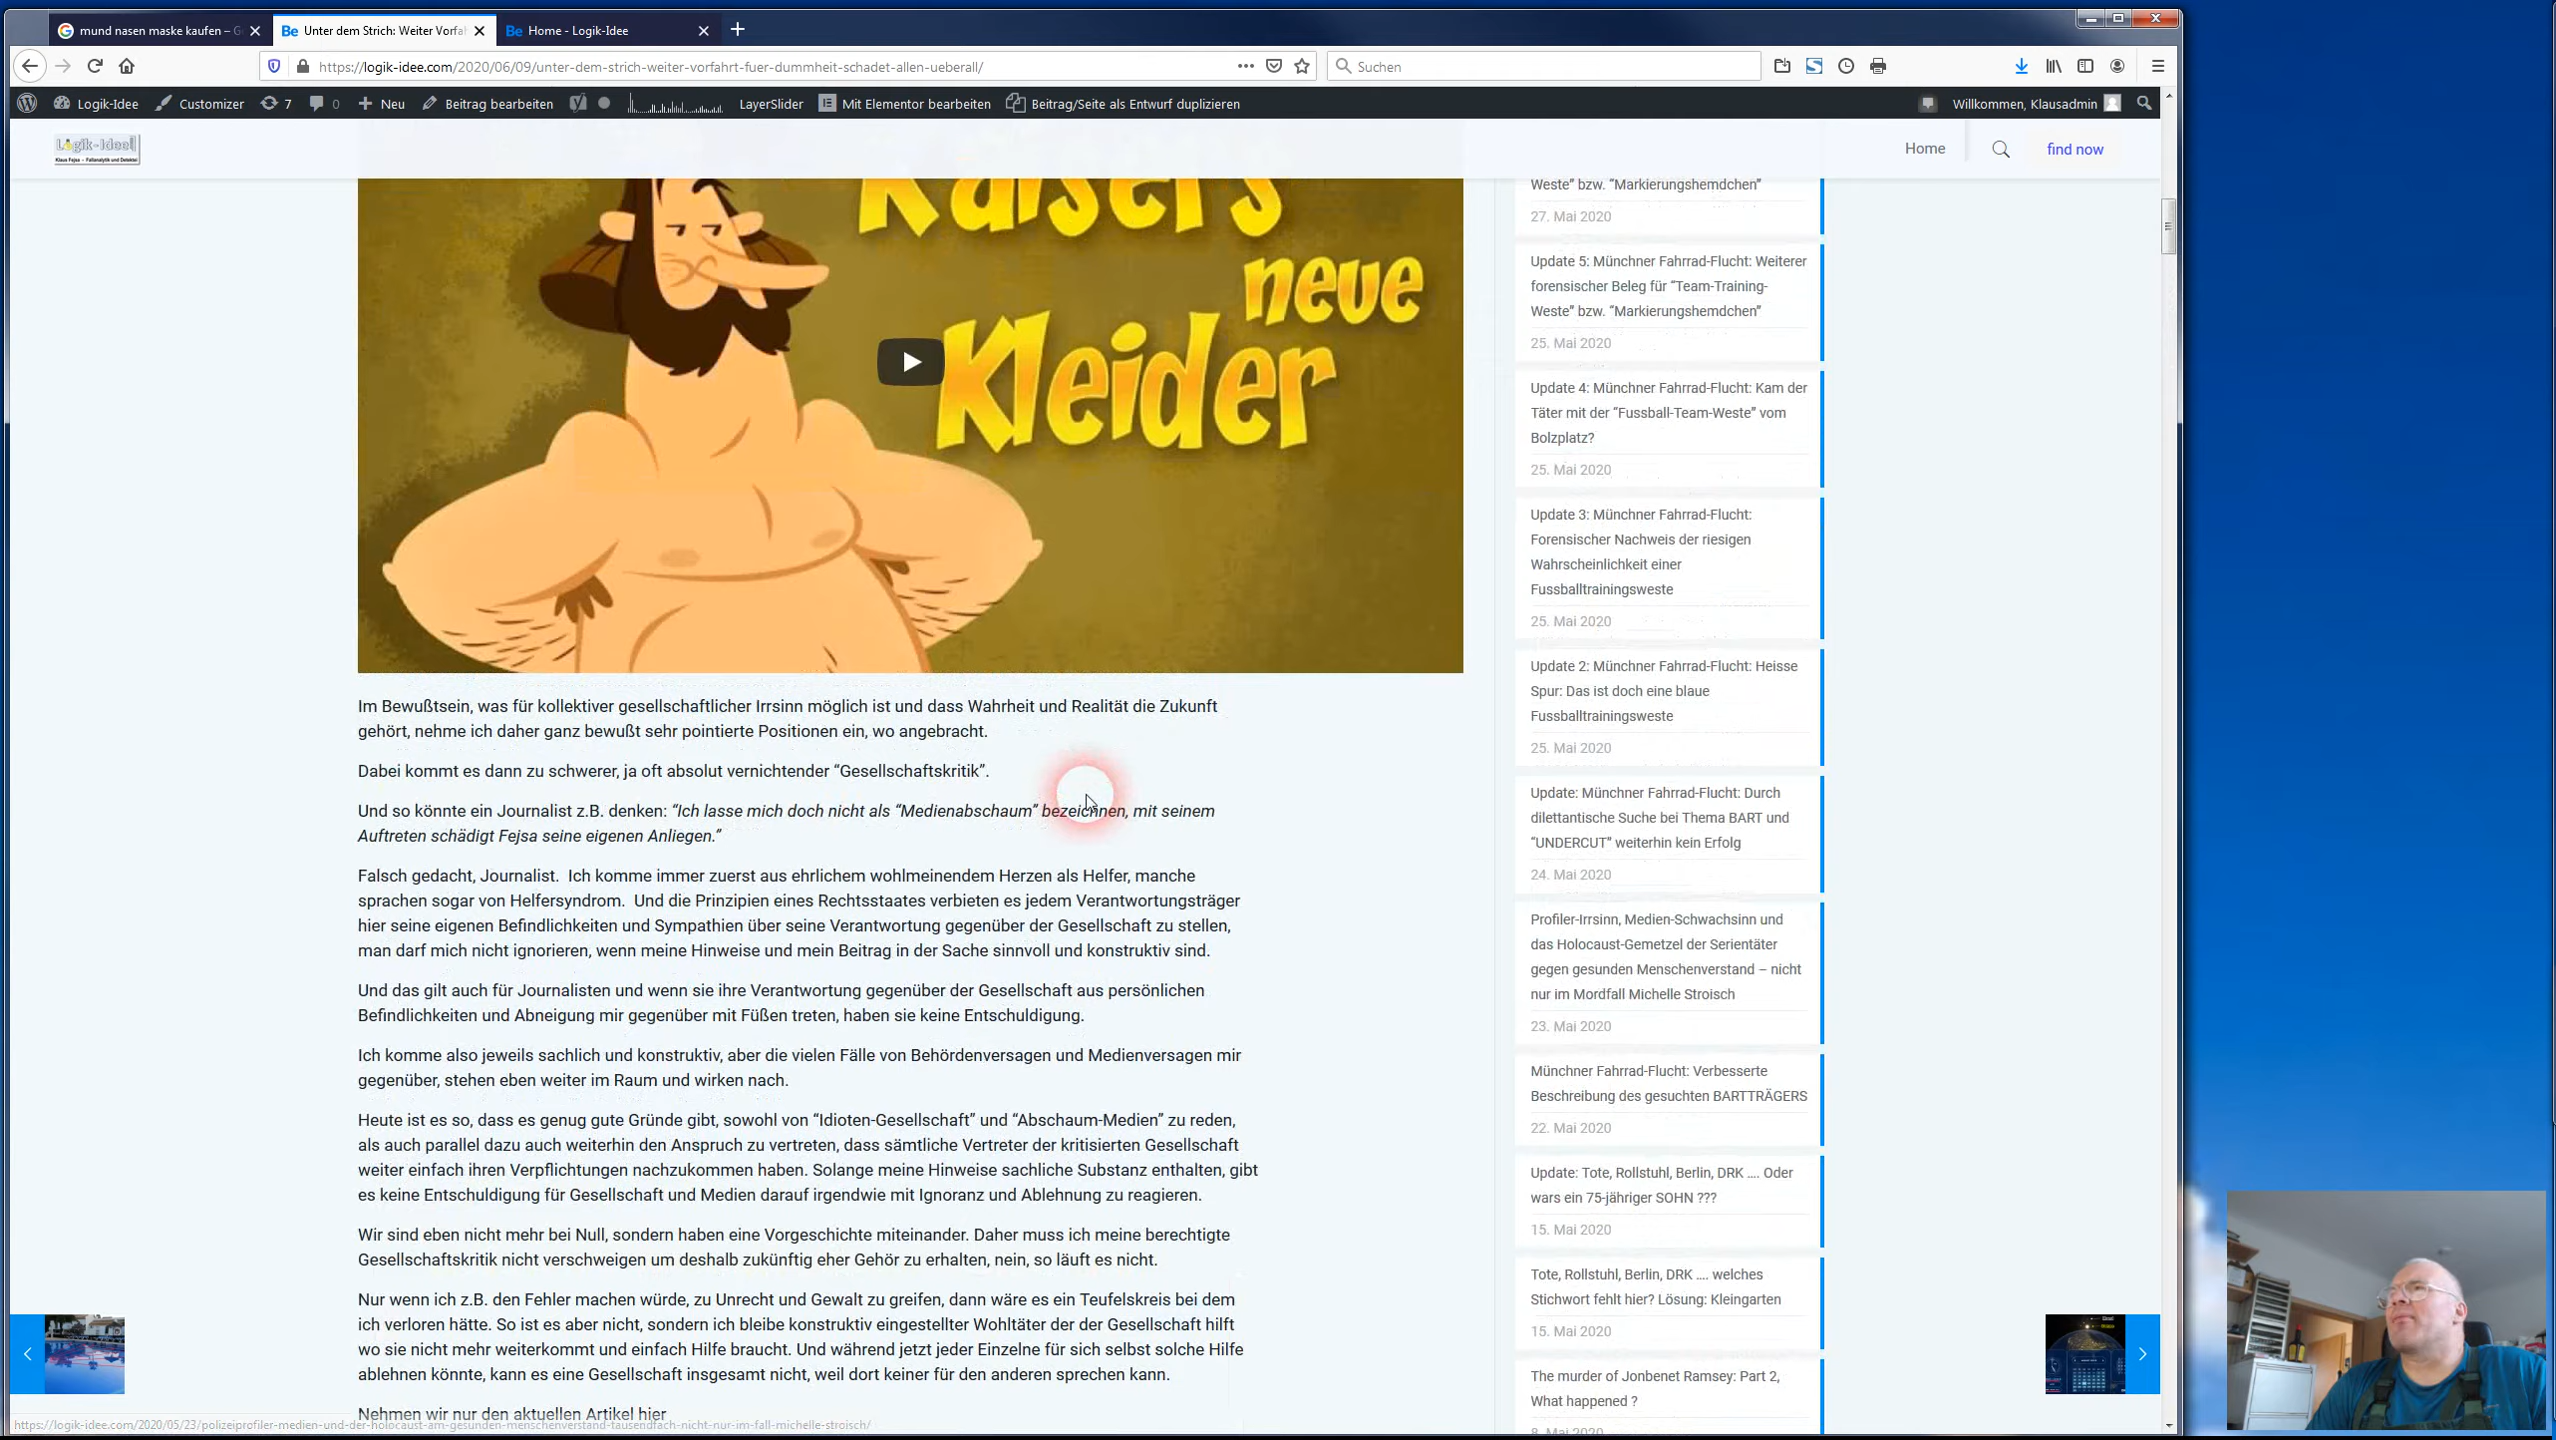 mund nasen maske kaufen – G
Unter dem Strich: Weiter Vorfa
Home - Logik-Idee
https://logik-idee.com/2020/06/09/unter-dem-strich-weiter-vorfahrt-fuer-dummheit-schadet-allen-ueberall/
Suchen
Logik-Idee
Customizer
7
0
Neu
Beitrag bearbeiten
LayerSlider
Mit Elementor bearbeiten
Beitrag/Seite als Entwurf duplizieren
Willkommen, Klausadmin
Logik-Idee!
Klaus Fejsa - Fallanalytik und Detektei
Home
find now
Kaisers
neue
Kleider
Im Bewußtsein, was für kollektiver gesellschaftlicher Irrsinn möglich ist und dass Wahrheit und Realität die Zukunft
gehört, nehme ich daher ganz bewußt sehr pointierte Positionen ein, wo angebracht.
Dabei kommt es dann zu schwerer, ja oft absolut vernichtender “Gesellschaftskritik”.
Und so könnte ein Journalist z.B. denken: “Ich lasse mich doch nicht als “Medienabschaum” bezeichnen, mit seinem
Auftreten schädigt Fejsa seine eigenen Anliegen.”
Falsch gedacht, Journalist. Ich komme immer zuerst aus ehrlichem wohlmeinendem Herzen als Helfer, manche
sprachen sogar von Helfersyndrom. Und die Prinzipien eines Rechtsstaates verbieten es jedem Verantwortungsträger
hier seine eigenen Befindlichkeiten und Sympathien über seine Verantwortung gegenüber der Gesellschaft zu stellen,
man darf mich nicht ignorieren, wenn meine Hinweise und mein Beitrag in der Sache sinnvoll und konstruktiv sind.
Und das gilt auch für Journalisten und wenn sie ihre Verantwortung gegenüber der Gesellschaft aus persönlichen
Befindlichkeiten und Abneigung mir gegenüber mit Füßen treten, haben sie keine Entschuldigung.
Ich komme also jeweils sachlich und konstruktiv, aber die vielen Fälle von Behördenversagen und Medienversagen mir
gegenüber, stehen eben weiter im Raum und wirken nach.
Heute ist es so, dass es genug gute Gründe gibt, sowohl von “Idioten-Gesellschaft” und “Abschaum-Medien” zu reden,
als auch parallel dazu auch weiterhin den Anspruch zu vertreten, dass sämtliche Vertreter der kritisierten Gesellschaft
weiter einfach ihren Verpflichtungen nachzukommen haben. Solange meine Hinweise sachliche Substanz enthalten, gibt
es keine Entschuldigung für Gesellschaft und Medien darauf irgendwie mit Ignoranz und Ablehnung zu reagieren.
Wir sind eben nicht mehr bei Null, sondern haben eine Vorgeschichte miteinander. Daher muss ich meine berechtigte
Gesellschaftskritik nicht verschweigen um deshalb zukünftig eher Gehör zu erhalten, nein, so läuft es nicht.
Nur wenn ich z.B. den Fehler machen würde, zu Unrecht und Gewalt zu greifen, dann wäre es ein Teufelskreis bei dem
ich verloren hätte. So ist es aber nicht, sondern ich bleibe konstruktiv eingestellter Wohltäter der der Gesellschaft hilft
wo sie nicht mehr weiterkommt und einfach Hilfe braucht. Und während jetzt jeder Einzelne für sich selbst solche Hilfe
ablehnen könnte, kann es eine Gesellschaft insgesamt nicht, weil dort keiner für den anderen sprechen kann.
Nehmen wir nur den aktuellen Artikel hier
https://logik-idee.com/2020/05/23/polizeiprofiler-medien-und-der-holocaust-am-gesunden-menschenverstand-tausendfach-nicht-nur-im-fall-michelle-stroisch/
Weste” bzw. “Markierungshemdchen”
27. Mai 2020
Update 5: Münchner Fahrrad-Flucht: Weiterer
forensischer Beleg für “Team-Training-
Weste” bzw. “Markierungshemdchen”
25. Mai 2020
Update 4: Münchner Fahrrad-Flucht: Kam der
Täter mit der “Fussball-Team-Weste” vom
Bolzplatz?
25. Mai 2020
Update 3: Münchner Fahrrad-Flucht:
Forensischer Nachweis der riesigen
Wahrscheinlichkeit einer
Fussballtrainingsweste
25. Mai 2020
Update 2: Münchner Fahrrad-Flucht: Heisse
Spur: Das ist doch eine blaue
Fussballtrainingsweste
25. Mai 2020
Update: Münchner Fahrrad-Flucht: Durch
dilettantische Suche bei Thema BART und
“UNDERCUT” weiterhin kein Erfolg
24. Mai 2020
Profiler-Irrsinn, Medien-Schwachsinn und
das Holocaust-Gemetzel der Serientäter
gegen gesunden Menschenverstand – nicht
nur im Mordfall Michelle Stroisch
23. Mai 2020
Münchner Fahrrad-Flucht: Verbesserte
Beschreibung des gesuchten BARTTRÄGERS
22. Mai 2020
Update: Tote, Rollstuhl, Berlin, DRK .... Oder
wars ein 75-jähriger SOHN ???
15. Mai 2020
Tote, Rollstuhl, Berlin, DRK .... welches
Stichwort fehlt hier? Lösung: Kleingarten
15. Mai 2020
The murder of Jonbenet Ramsey: Part 2,
What happened ?
8. Mai 2020